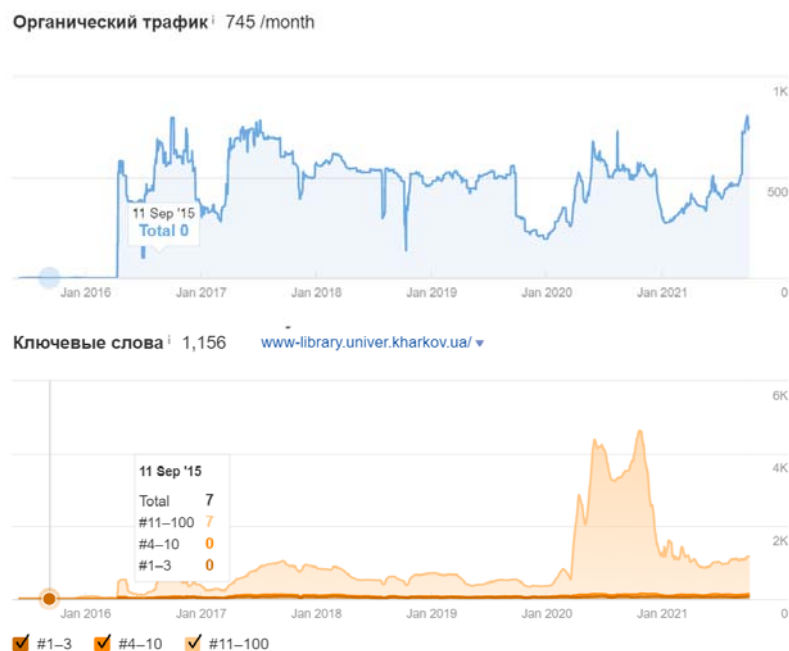 Органический трафик i 745 /month
1K
500
11 Sep '15
Total 0
Jan 2016 Jan 2017 Jan 2018 Jan 2019 Jan 2020 Jan 2021 0
Ключевые слова i 1,156 www-library.univer.kharkov.ua/
6K
4K
11 Sep '15
Total 7
#11–100 7
2K
#4–10 0
#1–3 0
Jan 2016 Jan 2017 Jan 2018 Jan 2019 Jan 2020 Jan 2021 0
#1–3 #4–10 #11–100